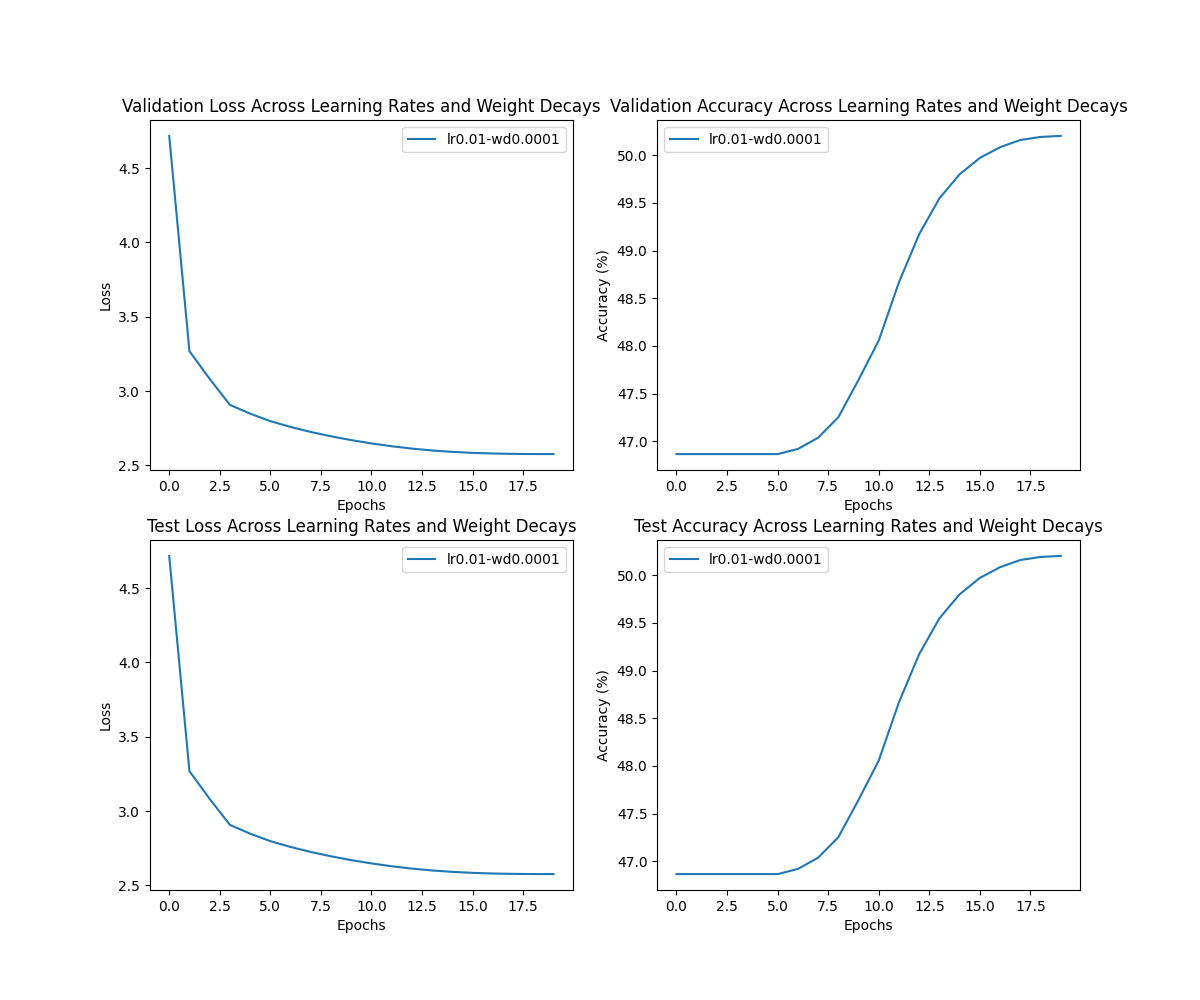 Validation Loss Across Learning Rates and Weight Decays
lr0.01-wd0.0001
4.5
4.0
3.5
3.0
2.5
Loss
0.0 2.5 5.0 7.5 10.0 12.5 15.0 17.5
Epochs
Validation Accuracy Across Learning Rates and Weight Decays
lr0.01-wd0.0001
50.0
49.5
49.0
48.5
48.0
47.5
47.0
Accuracy (%)
0.0 2.5 5.0 7.5 10.0 12.5 15.0 17.5
Epochs
Test Loss Across Learning Rates and Weight Decays
lr0.01-wd0.0001
4.5
4.0
3.5
3.0
2.5
Loss
0.0 2.5 5.0 7.5 10.0 12.5 15.0 17.5
Epochs
Test Accuracy Across Learning Rates and Weight Decays
lr0.01-wd0.0001
50.0
49.5
49.0
48.5
48.0
47.5
47.0
Accuracy (%)
0.0 2.5 5.0 7.5 10.0 12.5 15.0 17.5
Epochs